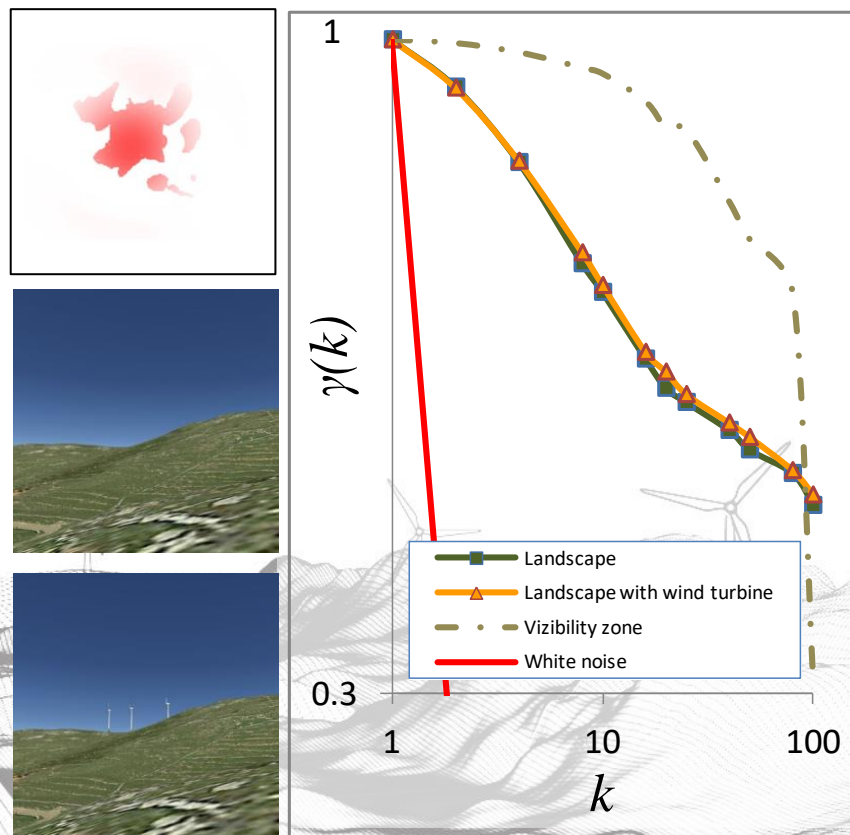 1
γ(k)
Landscape
Landscape with wind turbine
Vizibility zone
White noise
0.3
1
10
100
k